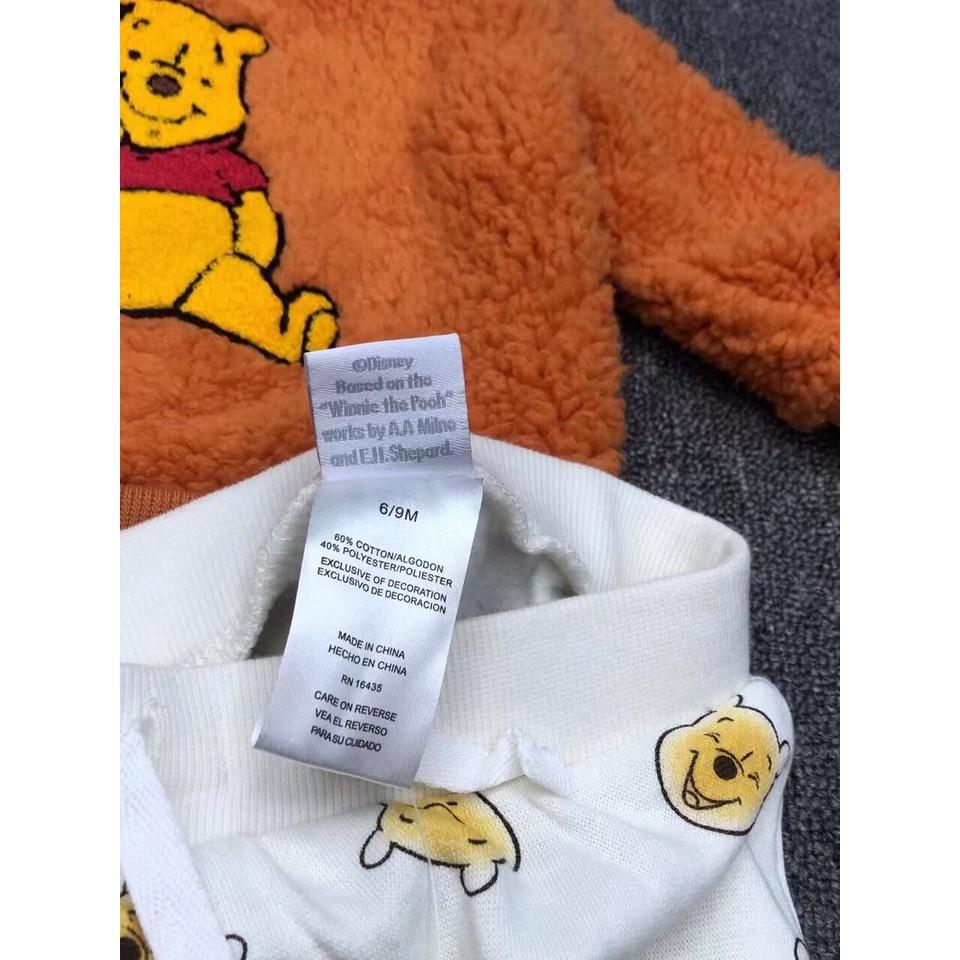 ©Disney
Based on the
"Winnie the Pooh"
works by A.A Milne
and E.H.Shepard.
6/9M
60% COTTON/ALGODON
40% POLYESTER/POLIESTER
EXCLUSIVE OF DECORATION
EXCLUSIVO DE DECORACION
MADE IN CHINA
HECHO EN CHINA
RN 16435
CARE ON REVERSE
VEA EL REVERSO
PARA SU CUIDADO